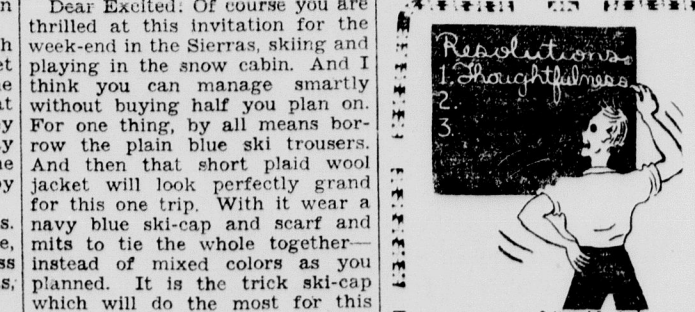 Dear Excited: Of course you are
thrilled at this invitation for the
week-end in the Sierras, skiing and
playing in the snow cabin. And I
think you can manage smartly
without buying half you plan on.
For one thing, by all means bor-
row the plain blue ski trousers.
And then that short plaid wool
jacket will look perfectly grand
for this one trip. With it wear a
navy blue ski-cap and scarf and
mits to tie the whole together—
instead of mixed colors as you
planned. It is the trick ski-cap
which will do the most for this
Resolutions
1. Thoughtfulness
2.
3.